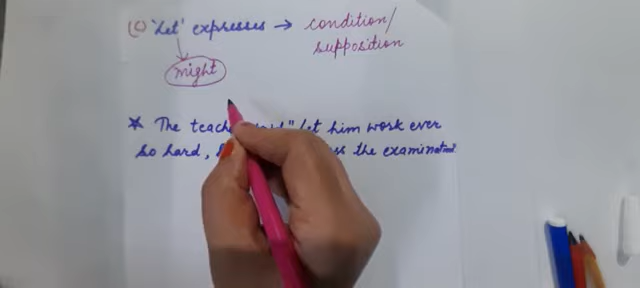 (C) 'Let' expresses → condition/
supposition
might
* The teach "Let him work ever
so hard, the examination"